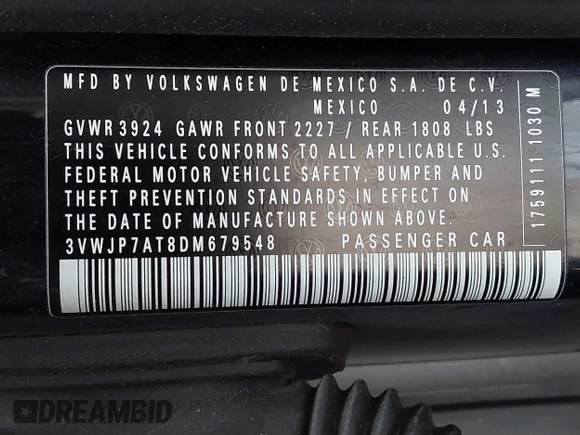 MFD BY VOLKSWAGEN DE MEXICO S.A. DE C.V.
MEXICO 04/13
GVWR 3924 GAWR FRONT 2227 / REAR 1808 LBS
THIS VEHICLE CONFORMS TO ALL APPLICABLE U.S.
FEDERAL MOTOR VEHICLE SAFETY, BUMPER AND
THEFT PREVENTION STANDARDS IN EFFECT ON
THE DATE OF MANUFACTURE SHOWN ABOVE.
3VWJP7AT8DM679548 PASSENGER CAR
1759111 1030 M
DREAMBID